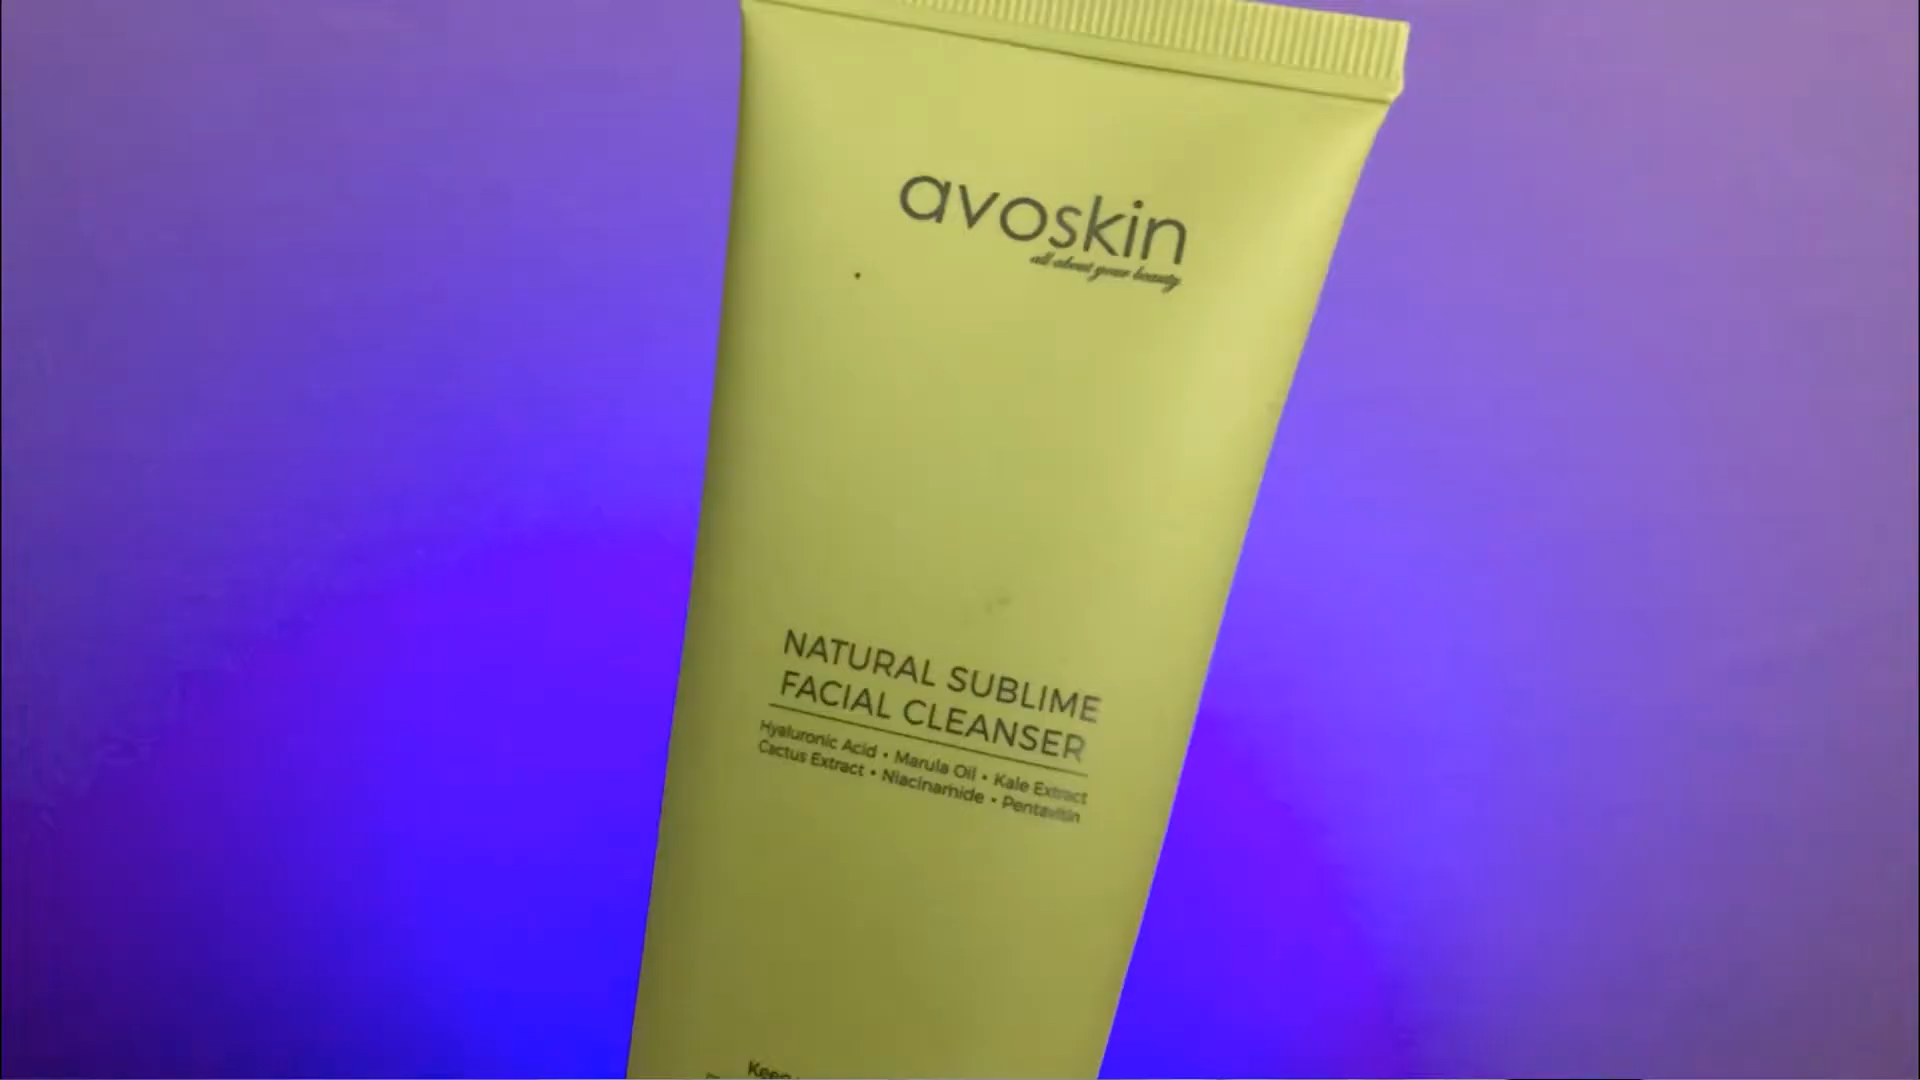 avoskin
all about your beauty
NATURAL SUBLIME
FACIAL CLEANSER
Hyaluronic Acid • Marula Oil • Kale Extract
Cactus Extract • Niacinamide • Pentavitin
Keep